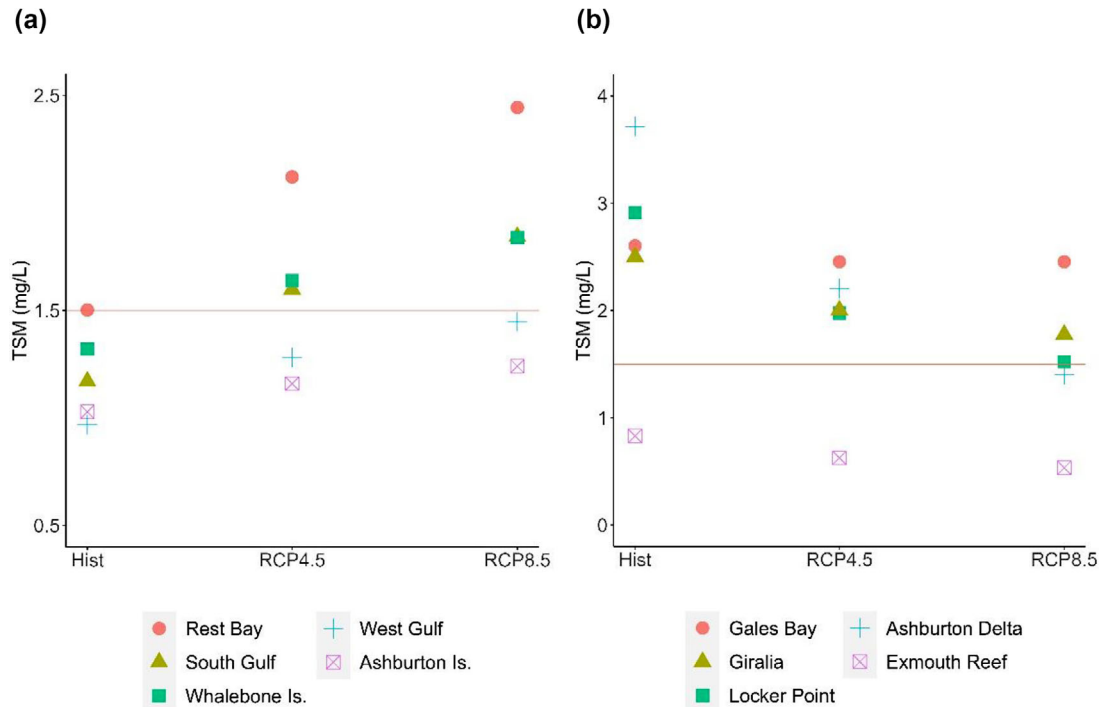 (a)
2.5
1.5
0.5
TSM (mg/L)
Hist
RCP4.5
RCP8.5
Rest Bay
South Gulf
Whalebone Is.
West Gulf
Ashburton Is.
(b)
4
3
2
1
0
TSM (mg/L)
Hist
RCP4.5
RCP8.5
Gales Bay
Giralia
Locker Point
Ashburton Delta
Exmouth Reef